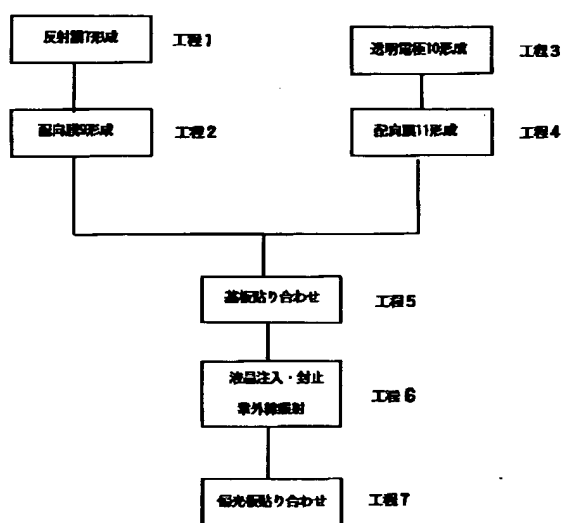 反射膜7形成
工程1
透明電極10形成
工程3
配向膜9形成
工程2
配向膜11形成
工程4
基板貼り合わせ
工程5
液晶注入・封止
紫外線照射
工程6
偏光板貼り合わせ
工程7